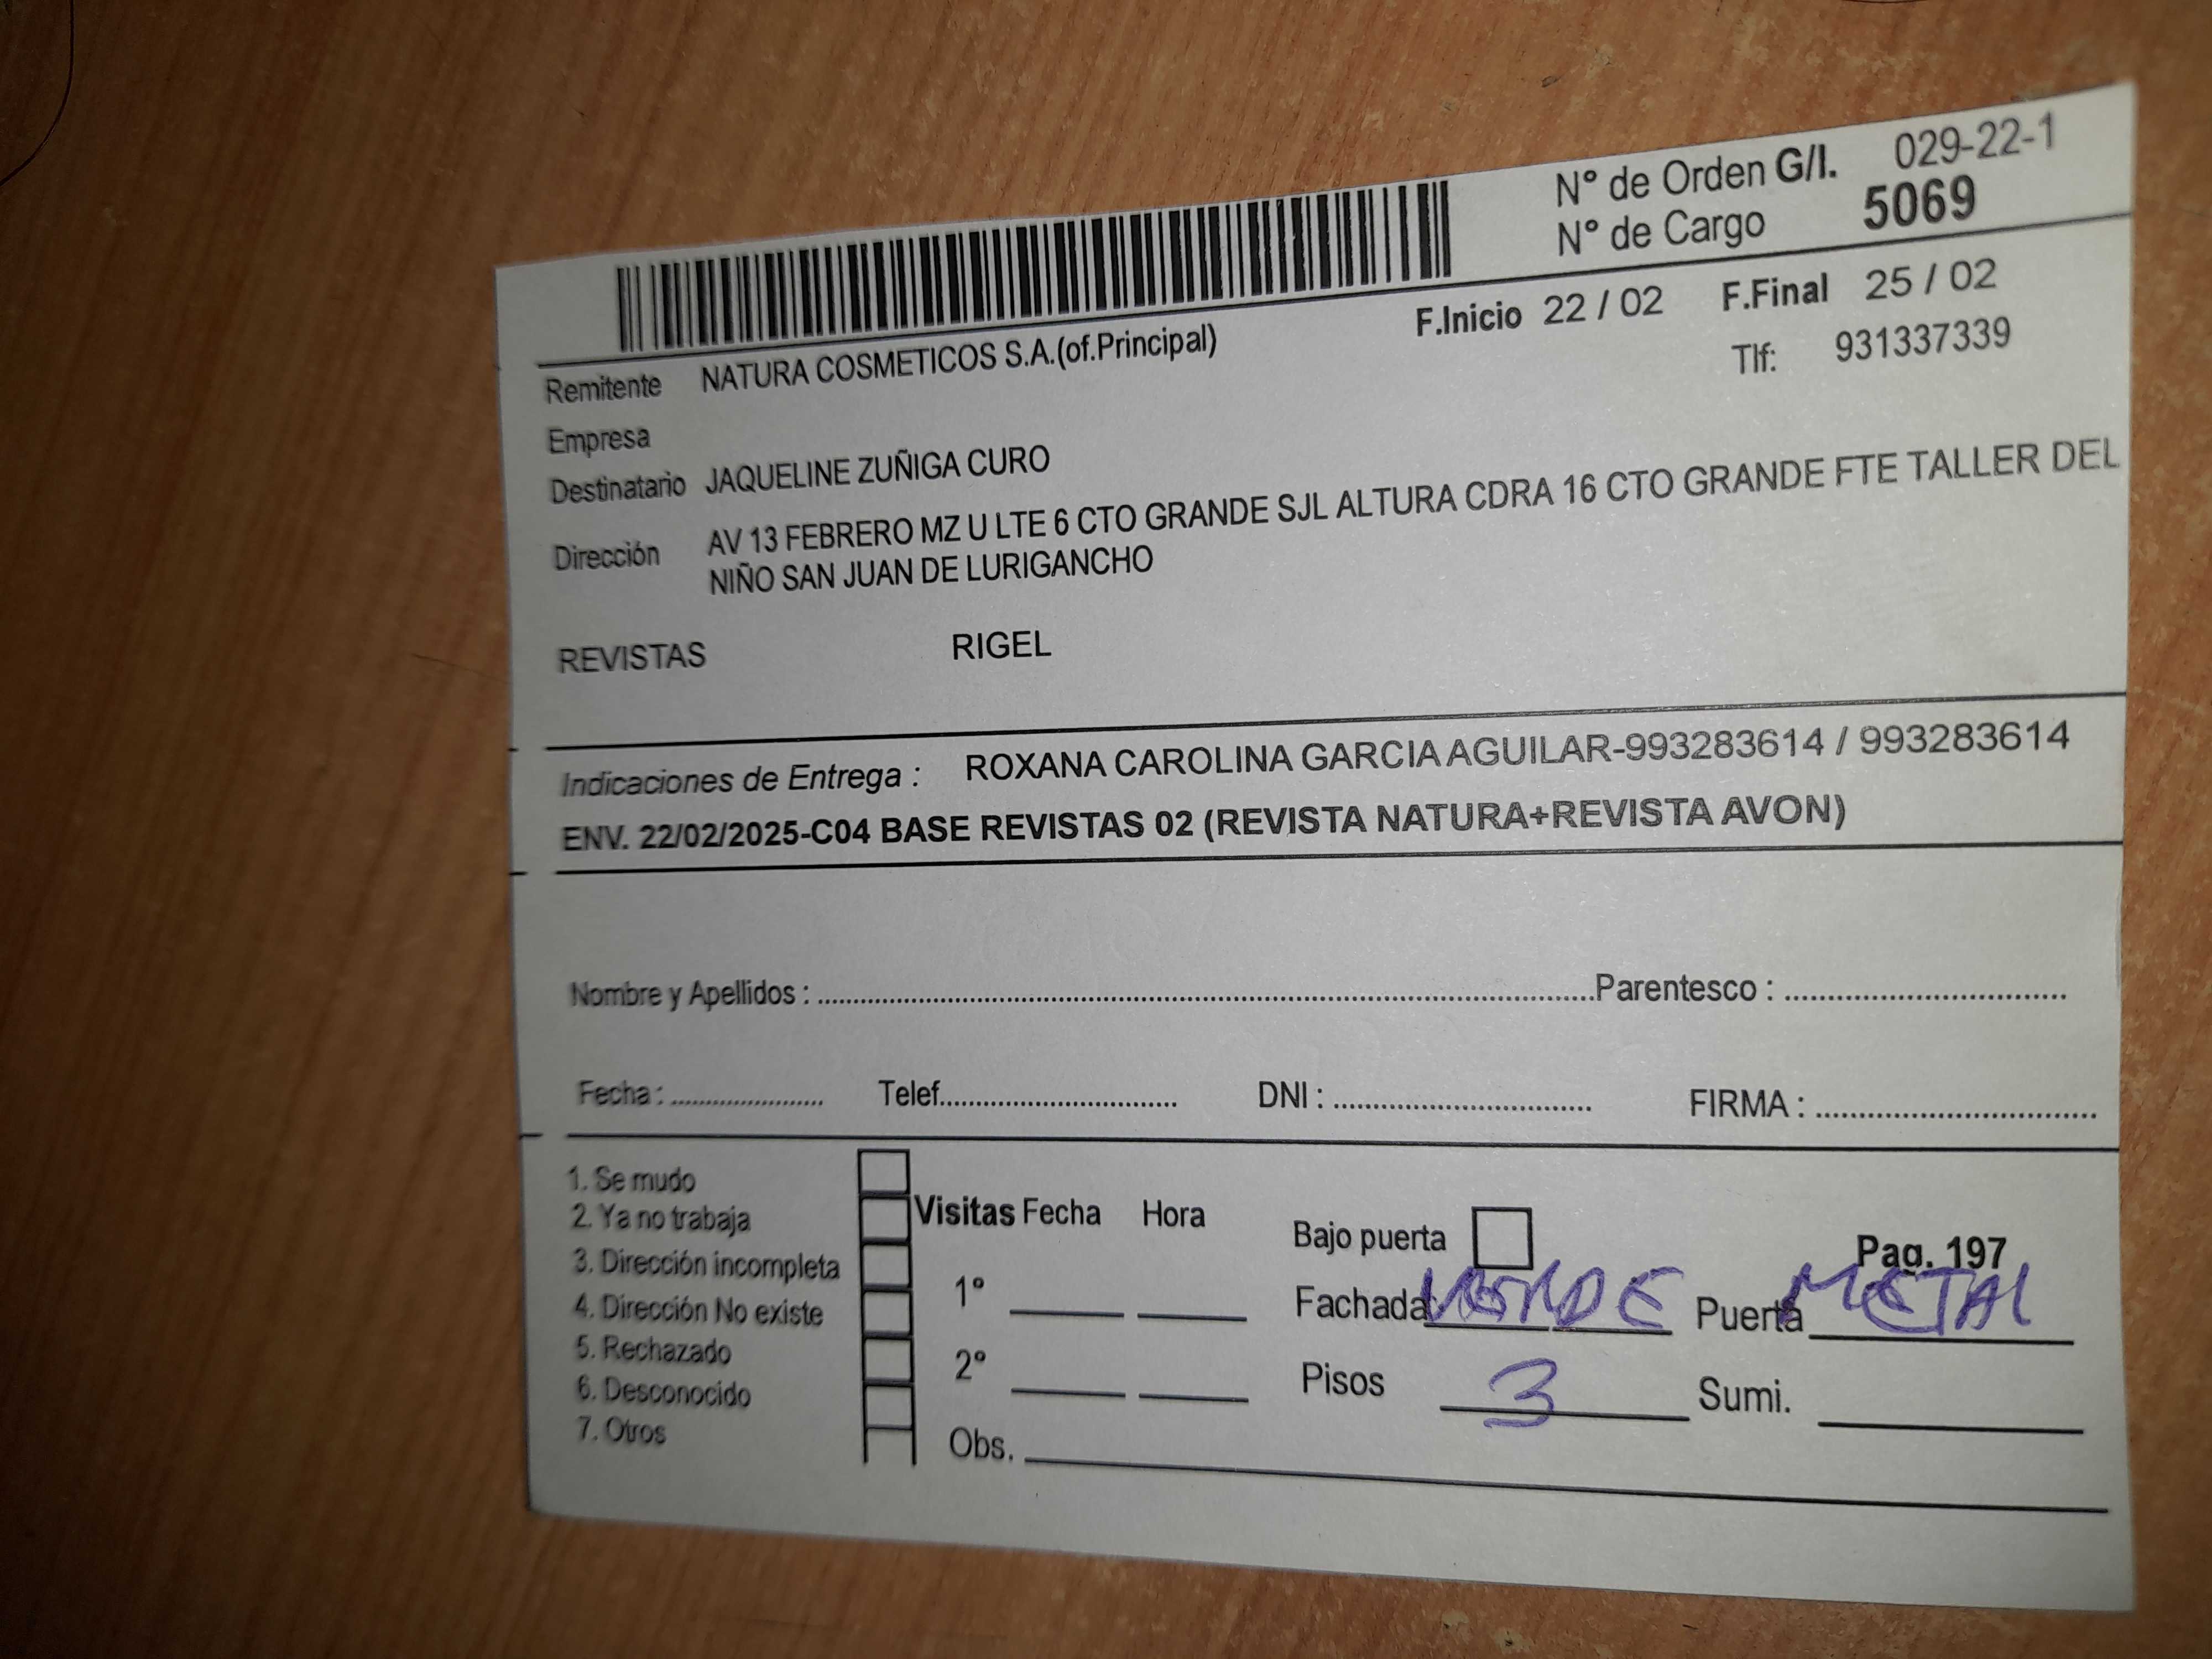 N° de Orden G/I. 029-22-1
N° de Cargo 5069
F.Inicio 22 / 02 F.Final 25 / 02
Remitente NATURA COSMETICOS S.A.(of.Principal) Tlf: 931337339
Empresa
Destinatario JAQUELINE ZUÑIGA CURO
Dirección AV 13 FEBRERO MZ U LTE 6 CTO GRANDE SJL ALTURA CDRA 16 CTO GRANDE FTE TALLER DEL
NIÑO SAN JUAN DE LURIGANCHO
REVISTAS RIGEL
Indicaciones de Entrega : ROXANA CAROLINA GARCIA AGUILAR-993283614 / 993283614
ENV. 22/02/2025-C04 BASE REVISTAS 02 (REVISTA NATURA+REVISTA AVON)
Nombre y Apellidos : ........ Parentesco : ........
Fecha : ........ Telef........ DNI : ........ FIRMA : ........
1. Se mudo
2. Ya no trabaja
3. Dirección incompleta
4. Dirección No existe
5. Rechazado
6. Desconocido
7. Otros
Visitas Fecha Hora
1°
2°
Obs.
Bajo puerta
Pag. 197
Fachada VERDE Puerta METAL
Pisos 3 Sumi.